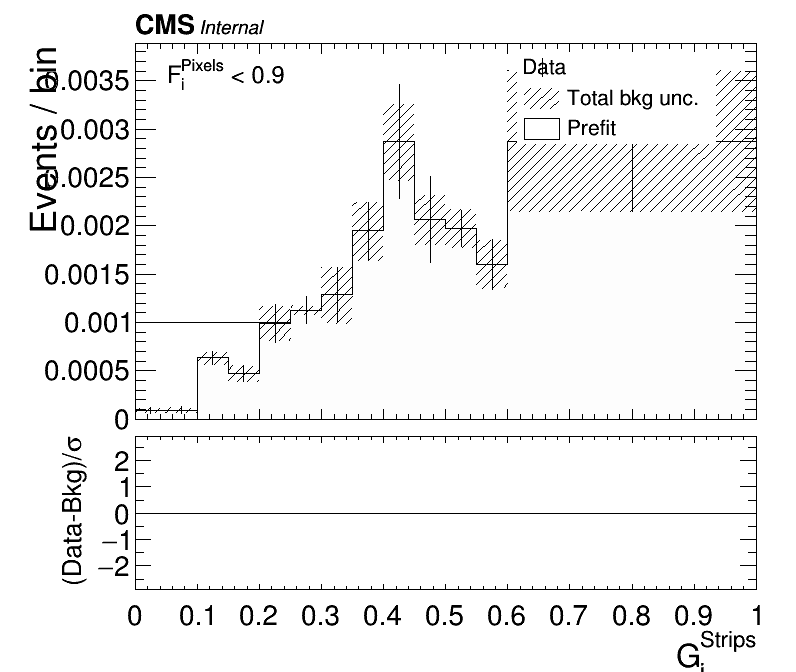 CMS Internal
Events / bin
F_i^Pixels < 0.9
Data
Total bkg unc.
Prefit
0.0035
0.003
0.0025
0.002
0.0015
0.001
0.0005
0
(Data-Bkg)/σ
2
1
0
−1
−2
0 0.1 0.2 0.3 0.4 0.5 0.6 0.7 0.8 0.9 1
G_i^Strips